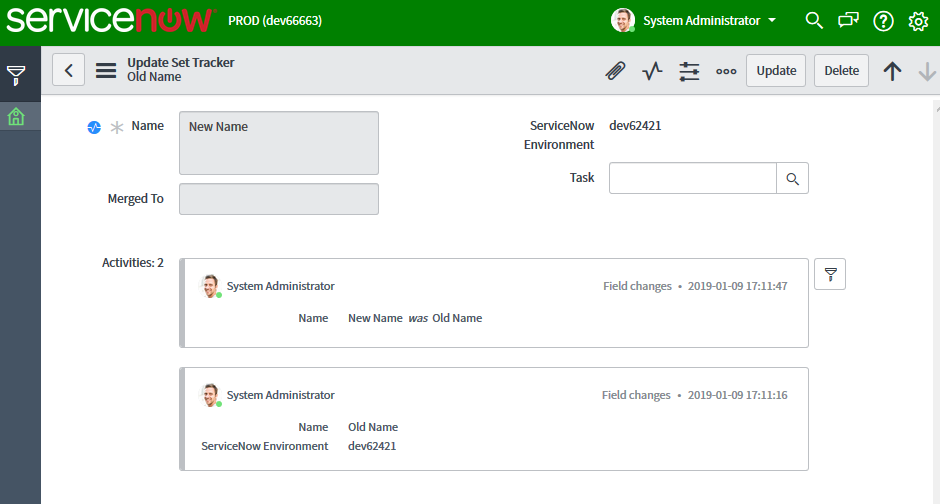 servicenow PROD (dev66663) System Administrator
Update Set Tracker
Old Name
Update Delete
Name New Name
ServiceNow Environment dev62421
Task
Merged To
Activities: 2
System Administrator Field changes • 2019-01-09 17:11:47
Name New Name was Old Name
System Administrator Field changes • 2019-01-09 17:11:16
Name Old Name
ServiceNow Environment dev62421